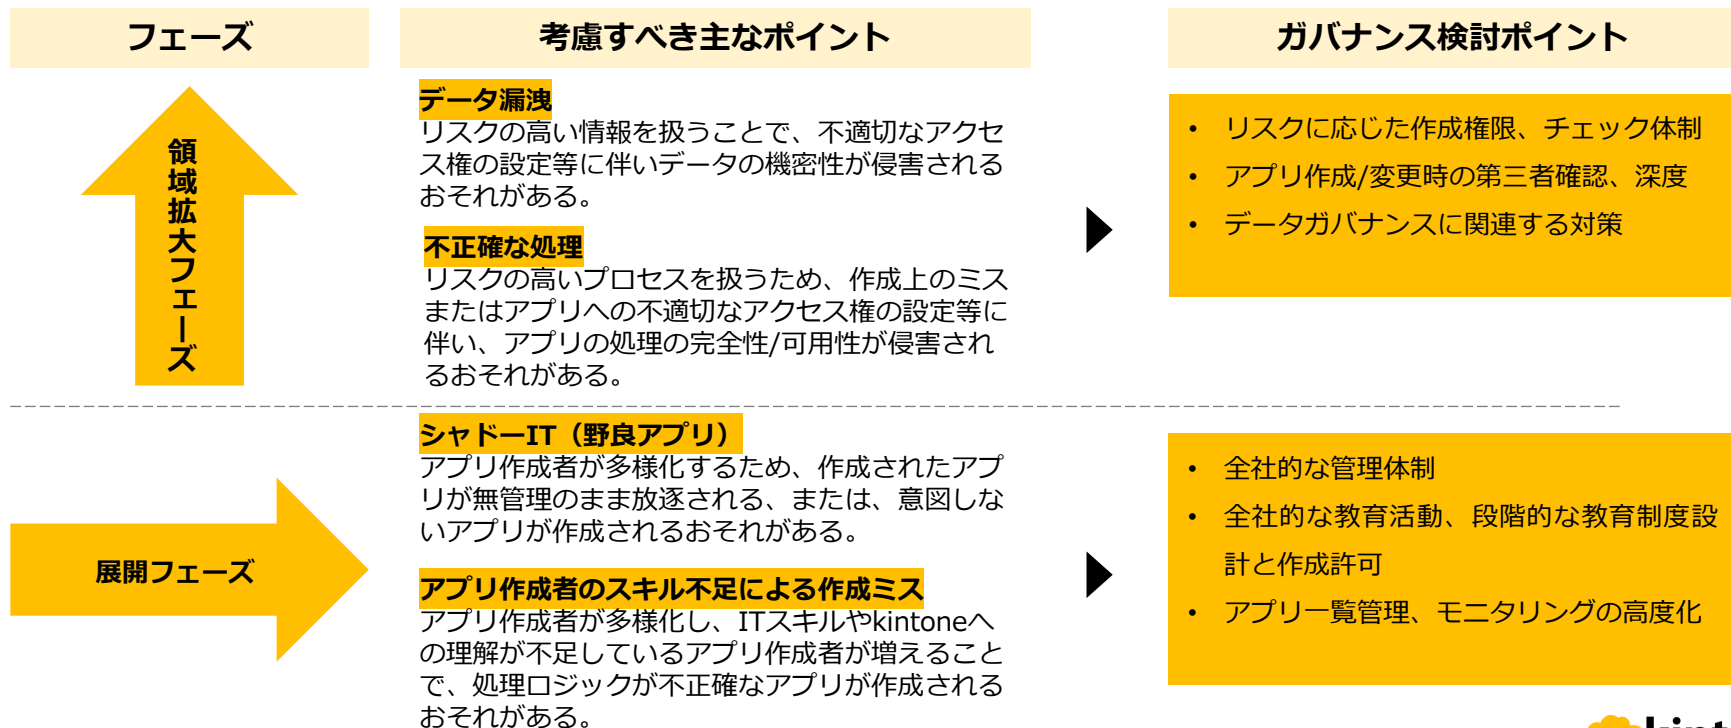 フェーズ
考慮すべき主なポイント
ガバナンス検討ポイント
領域拡大フェーズ
データ漏洩
リスクの高い情報を扱うことで、不適切なアクセ
ス権の設定等に伴いデータの機密性が侵害される
おそれがある。
不正確な処理
リスクの高いプロセスを扱うため、作成上のミス
またはアプリへの不適切なアクセス権の設定等に
伴い、アプリの処理の完全性/可用性が侵害され
るおそれがある。
• リスクに応じた作成権限、チェック体制
• アプリ作成/変更時の第三者確認、深度
• データガバナンスに関連する対策
展開フェーズ
シャドーIT（野良アプリ）
アプリ作成者が多様化するため、作成されたアプ
リが無管理のまま放逐される、または、意図しな
いアプリが作成されるおそれがある。
アプリ作成者のスキル不足による作成ミス
アプリ作成者が多様化し、ITスキルやkintoneへ
の理解が不足しているアプリ作成者が増えること
で、処理ロジックが不正確なアプリが作成される
おそれがある。
• 全社的な管理体制
• 全社的な教育活動、段階的な教育制度設
計と作成許可
• アプリ一覧管理、モニタリングの高度化